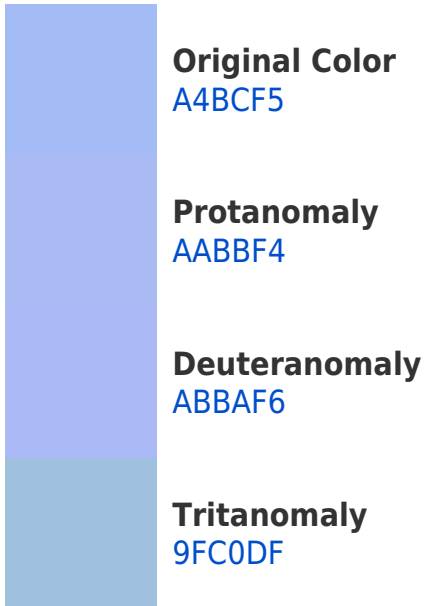 Original Color
A4BCF5
Protanomaly
AABBF4
Deuteranomaly
ABBAF6
Tritanomaly
9FC0DF